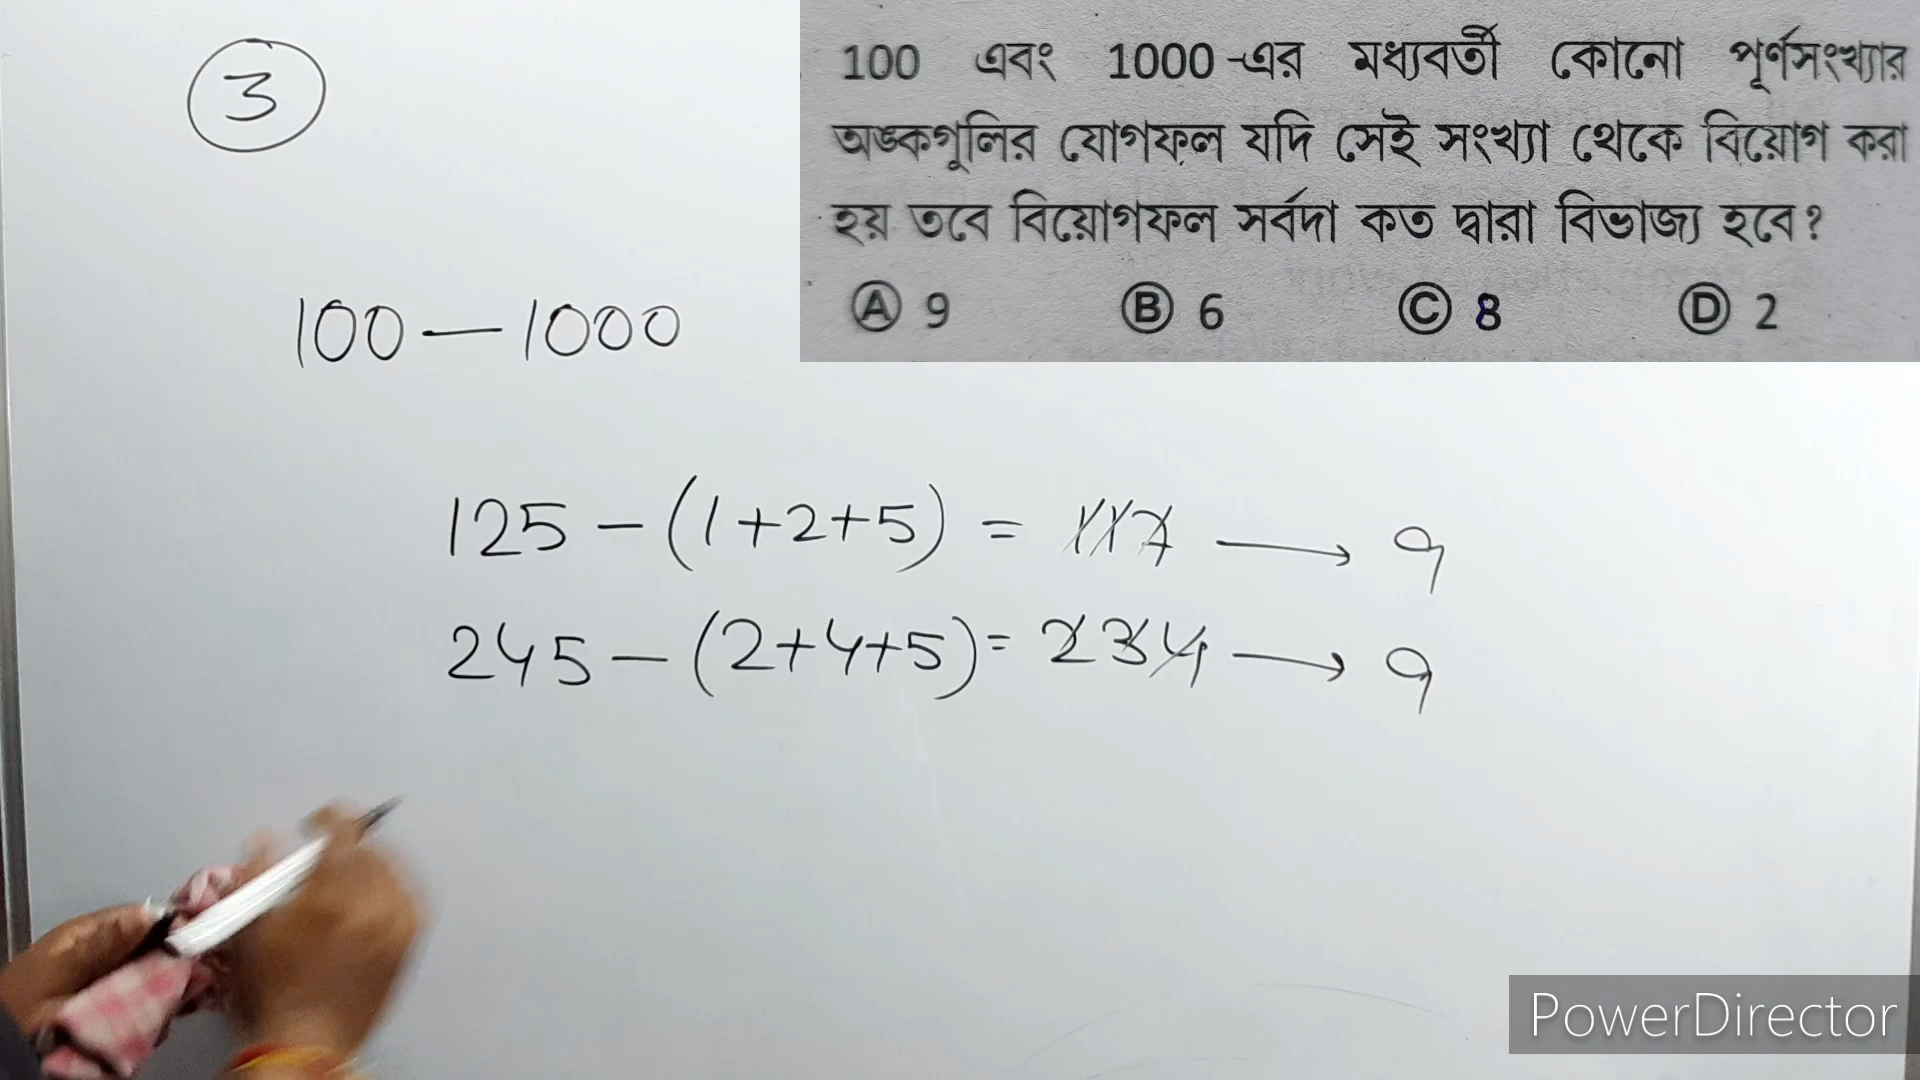 3
100 এবং 1000-এর মধ্যবর্তী কোনো পূর্ণসংখ্যার
অঙ্কগুলির যোগফল যদি সেই সংখ্যা থেকে বিয়োগ করা
হয় তবে বিয়োগফল সর্বদা কত দ্বারা বিভাজ্য হবে?
Ⓐ 9 Ⓑ 6 Ⓒ 8 Ⓓ 2
100 — 1000
125 - (1+2+5) = 117 → 9
245 - (2+4+5) = 234 → 9
PowerDirector